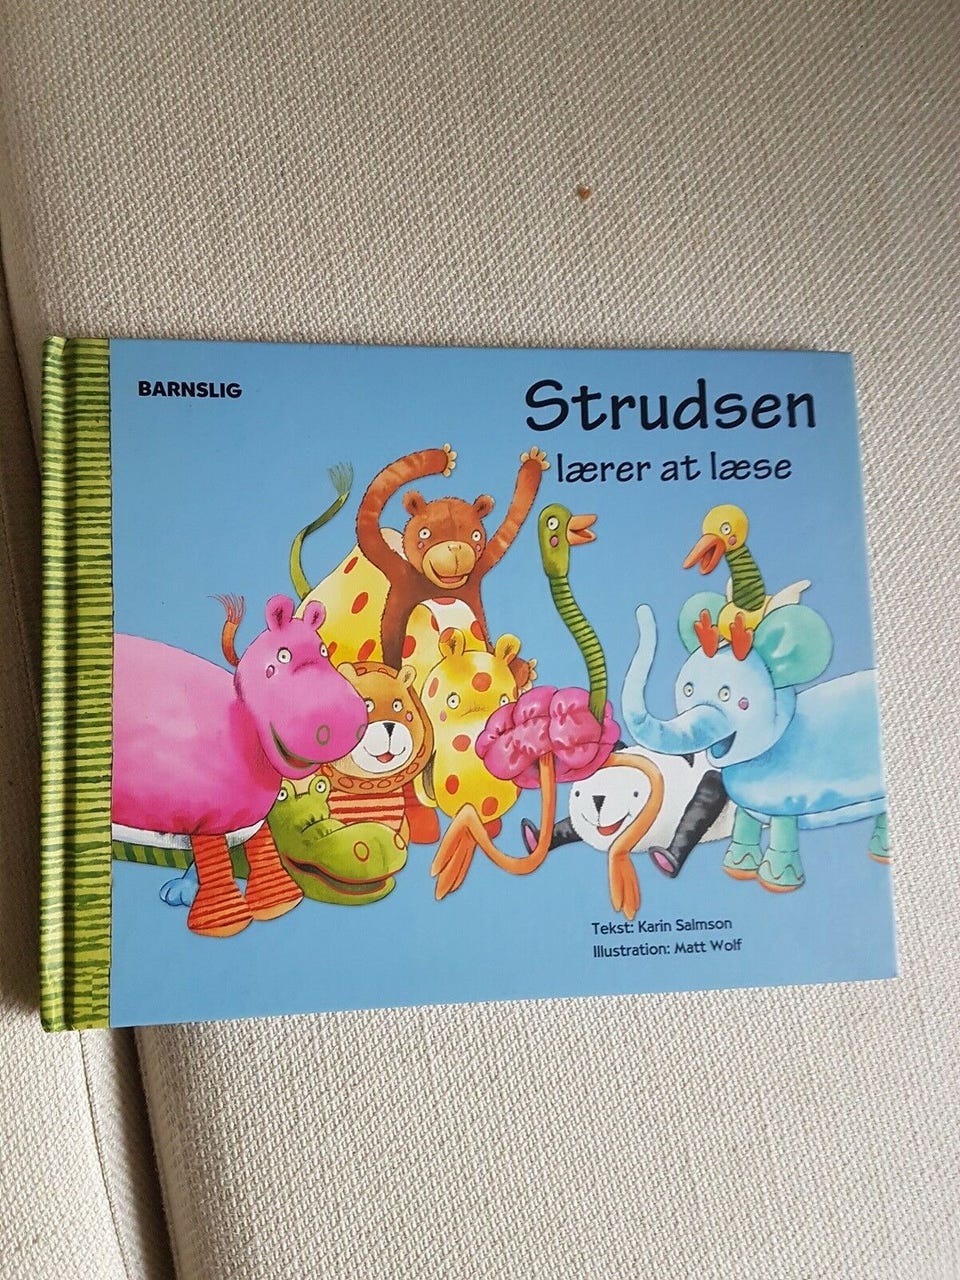 BARNSLIG
Strudsen
lærer at læse
Tekst: Karin Salmson
Illustration: Matt Wolf